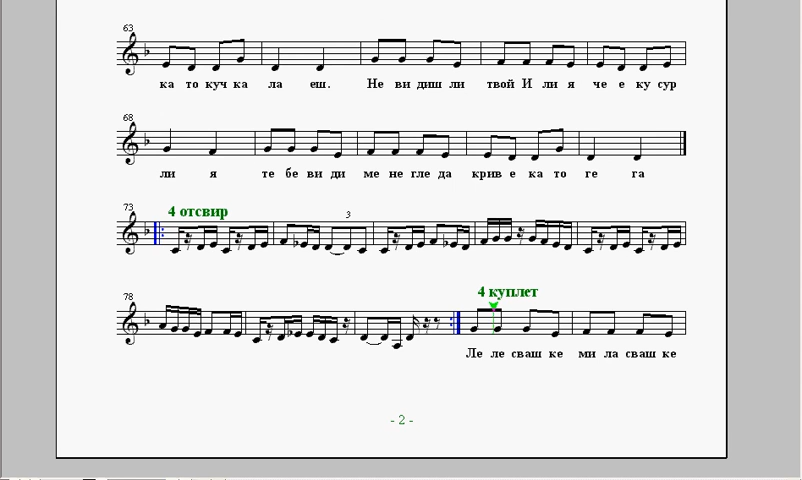 63
ка то куч ка ла еш. Не ви диш ли твой И ли я че е ку сур
68
ли я те бе ви ди ме не гле да крив е ка то ге га
4 отсвир
73
3
4 куплет
78
Ле ле сваш ке ми ла сваш ке
- 2 -